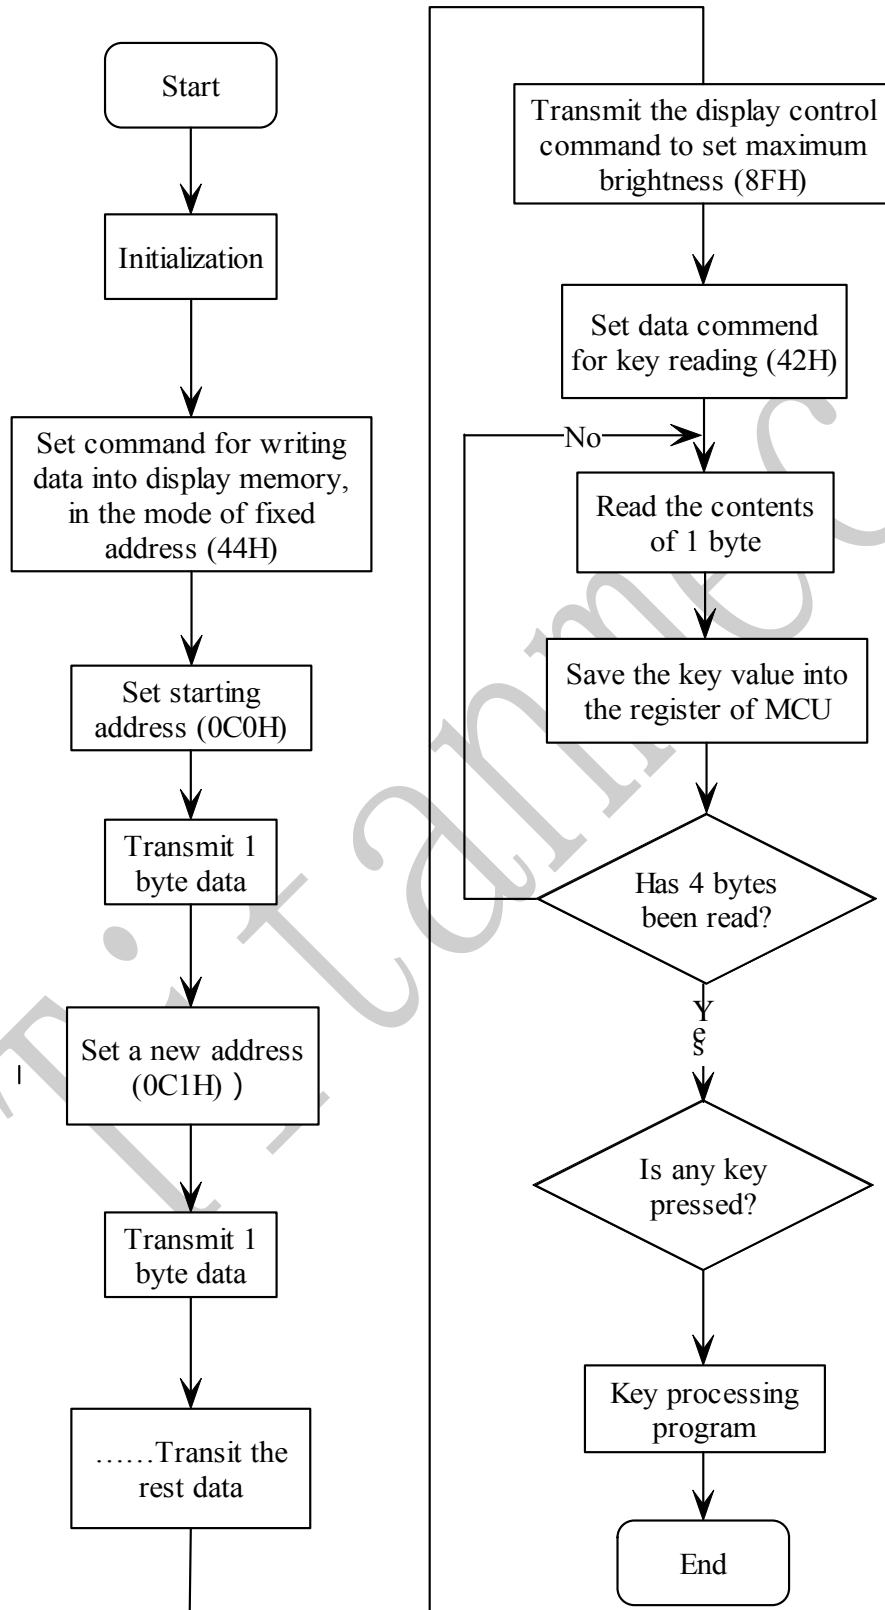 Start
Initialization
Set command for writing
data into display memory,
in the mode of fixed
address (44H)
Set starting
address (0C0H)
Transmit 1
byte data
Set a new address
(0C1H) )
Transmit 1
byte data
……Transit the
rest data
Transmit the display control
command to set maximum
brightness (8FH)
Set data commend
for key reading (42H)
No
Read the contents
of 1 byte
Save the key value into
the register of MCU
Has 4 bytes
been read?
Yes
Is any key
pressed?
Key processing
program
End
Titanmec